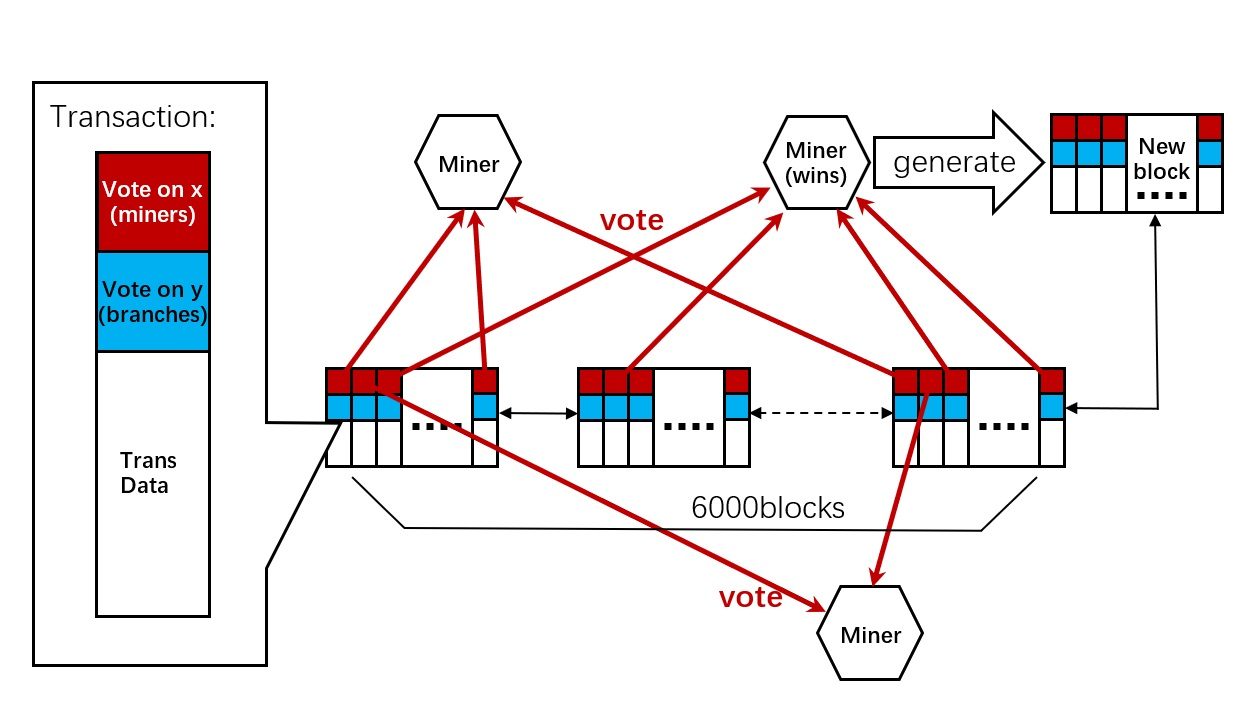 Transaction:
Vote on x
(miners)
Vote on y
(branches)
Trans
Data
Miner
vote
Miner
(wins)
generate
New
block
6000blocks
vote
Miner